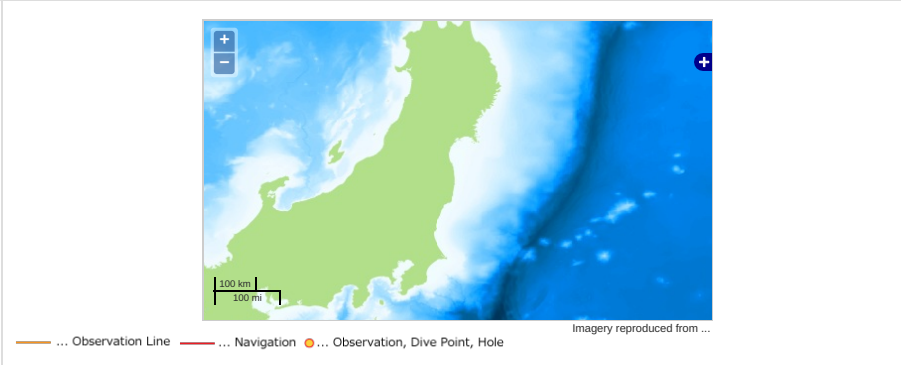 +
−
+
100 km
100 mi
Imagery reproduced from ...
... Observation Line ... Navigation ... Observation, Dive Point, Hole